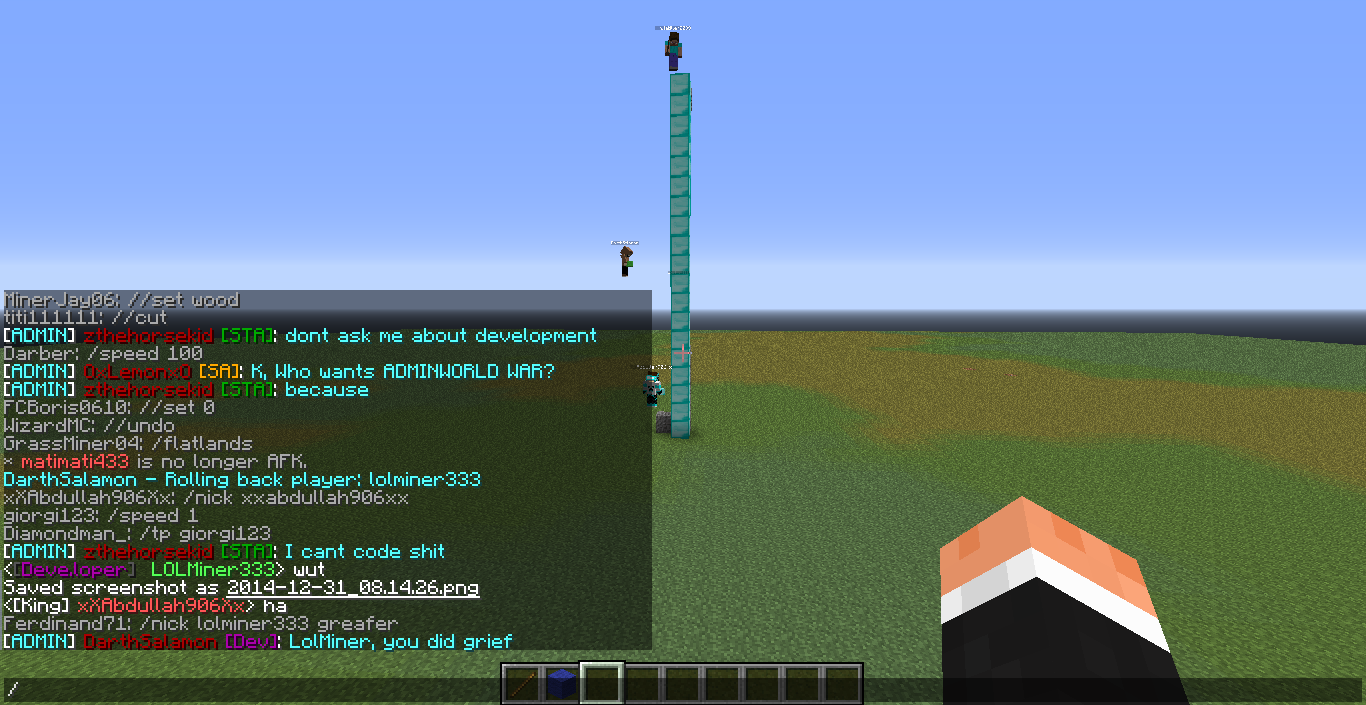 MinerJay06: //set wood
titi111111: //cut
[ADMIN] zthehorsekid [STA]: dont ask me about development
Darber: /speed 100
[ADMIN] OxLemonxO [SA]: K, Who wants ADMINWORLD WAR?
[ADMIN] zthehorsekid [STA]: because
FCBoris0610: //set 0
WizardMC: //undo
GrassMiner04: /flatlands
* matimati433 is no longer AFK.
DarthSalamon - Rolling back player: lolminer333
xXAbdullah906Xx: /nick xxabdullah906xx
giorgi123: /speed 1
Diamondman_: /tp giorgi123
[ADMIN] zthehorsekid [STA]: I cant code shit
<[Developer] LOLMiner333> wut
Saved screenshot as 2014-12-31_08.14.26.png
<[King] xXAbdullah906Xx> ha
Ferdinand71: /nick lolminer333 greafer
[ADMIN] DarthSalamon [Dev]: LolMiner, you did grief
/